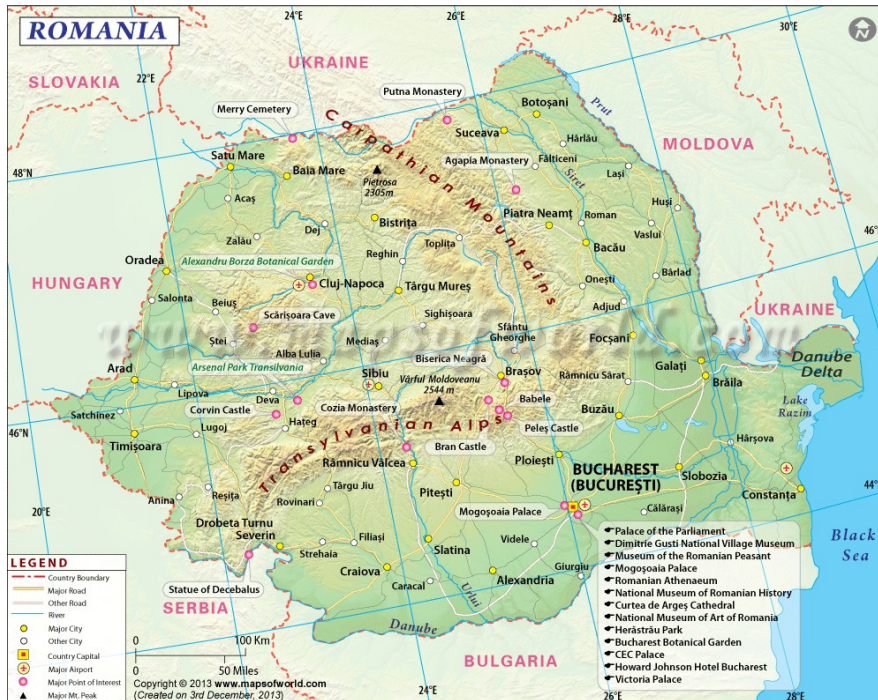 ROMANIA
24°E
26°E
28°E
30°E
N
UKRAINE
SLOVAKIA
22°E
Putna Monastery
Merry Cemetery
Botoșani
Prut
Carpathian Mountains
Suceava
Hârlău
MOLDOVA
48°N
Satu Mare
Baia Mare
Agapia Monastery
Fălticeni
Iași
Pietrosa
2305m
Siret
Acaș
Huși
Bistrița
Piatra Neamț
Roman
Dej
Vaslui
Zalău
Toplița
46°
Oradea
Reghin
Bacău
Alexandru Borza Botanical Garden
Bârlad
HUNGARY
Cluj-Napoca
Târgu Mureș
Onești
Salonta
Beiuș
Adjud
UKRAINE
Scărișoara Cave
Sighișoara
www.mapsofworld.com
Sfântu
Gheorghe
Focșani
Ștei
Mediaș
Alba Lulia
Biserica Neagră
Galați
Danube
Delta
Arad
Arsenal Park Transilvania
Sibiu
Brașov
Râmnicu Sărat
Brăila
Vârful Moldoveanu
2544 m
Lipova
Deva
Babele
Lake
Razim
Satchinez
Corvin Castle
Cozia Monastery
Buzău
46°N
Lugoj
Hațeg
Transylvanian Alps
Peleș Castle
Timișoara
Bran Castle
Hârșova
Râmnicu Vâlcea
Ploiești
BUCHAREST
(BUCUREȘTI)
Slobozia
44°N
Anina
Reșița
Târgu Jiu
Pitești
Constanța
Rovinari
20°E
Mogoșoaia Palace
Călărași
Drobeta Turnu
Severin
Filiași
Videle
Palace of the Parliament
Dimitrie Gusti National Village Museum
Museum of the Romanian Peasant
Mogoșoaia Palace
Romanian Athenaeum
National Museum of Romanian History
Curtea de Argeș Cathedral
National Museum of Art of Romania
Herăstrău Park
Bucharest Botanical Garden
CEC Palace
Howard Johnson Hotel Bucharest
Victoria Palace
Black
Sea
Strehaia
Slatina
Giurgiu
Craiova
Caracal
Alexandria
Urlui
Statue of Decebalus
SERBIA
Danube
BULGARIA
LEGEND
Country Boundary
Major Road
Other Road
River
Major City
Other City
Country Capital
Major Airport
Major Point of Interest
Major Mt. Peak
0 100 Km
0 50 Miles
Copyright © 2013 www.mapsofworld.com
(Created on 3rd December, 2013)
24°E
26°E
28°E